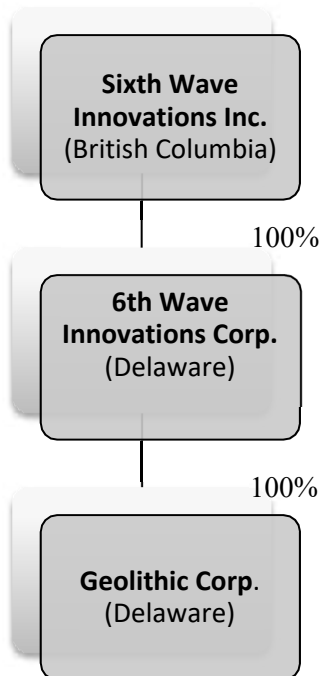 Sixth Wave
Innovations Inc.
(British Columbia)
100%
6th Wave
Innovations Corp.
(Delaware)
100%
Geolithic Corp.
(Delaware)